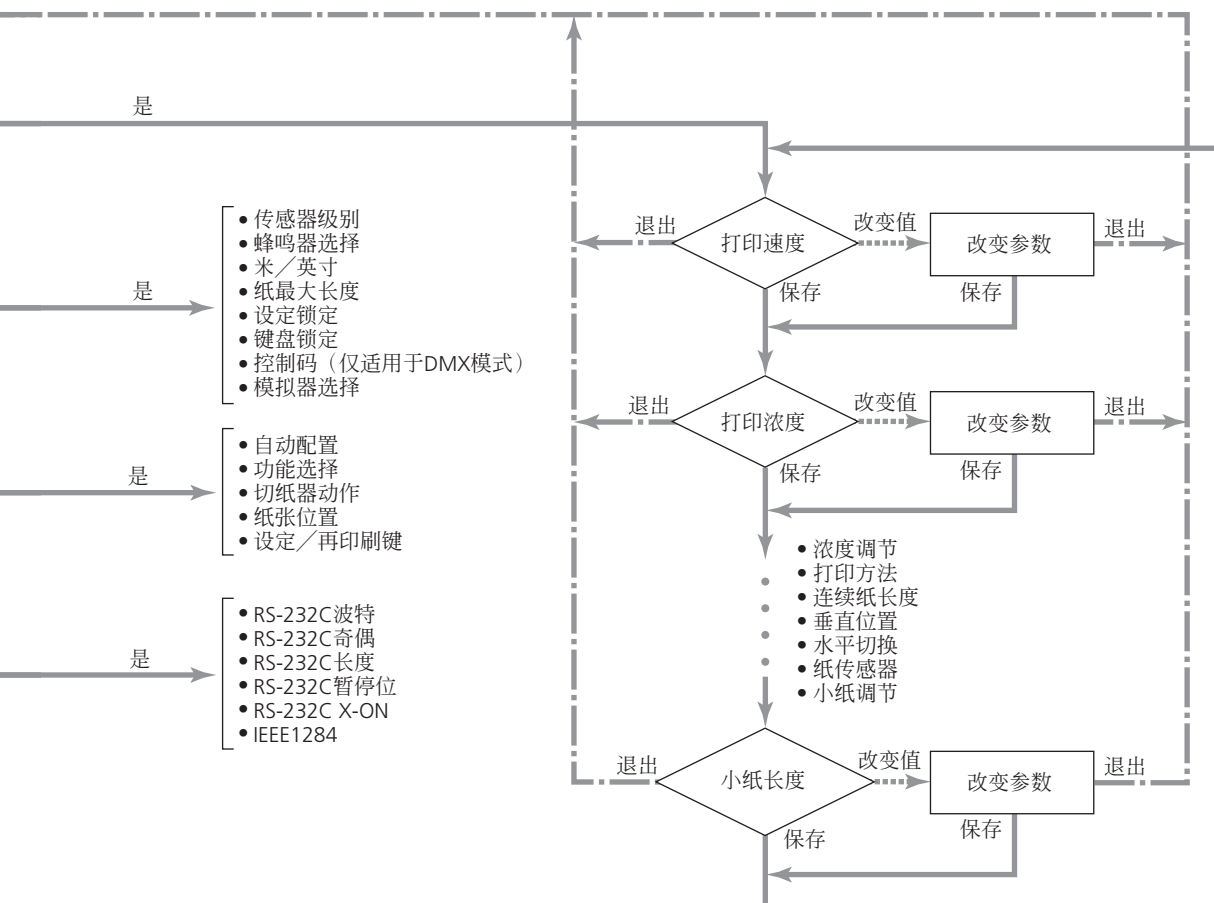 是
是
• 传感器级别
• 蜂鸣器选择
• 米／英寸
• 纸最大长度
• 设定锁定
• 键盘锁定
• 控制码（仅适用于DMX模式）
• 模拟器选择
是
• 自动配置
• 功能选择
• 切纸器动作
• 纸张位置
• 设定／再印刷键
是
• RS-232C波特
• RS-232C奇偶
• RS-232C长度
• RS-232C暂停位
• RS-232C X-ON
• IEEE1284
退出
打印速度
改变值
改变参数
退出
保存
保存
退出
打印浓度
改变值
改变参数
退出
保存
保存
• 浓度调节
• 打印方法
• 连续纸长度
• 垂直位置
• 水平切换
• 纸传感器
• 小纸调节
退出
小纸长度
改变值
改变参数
退出
保存
保存